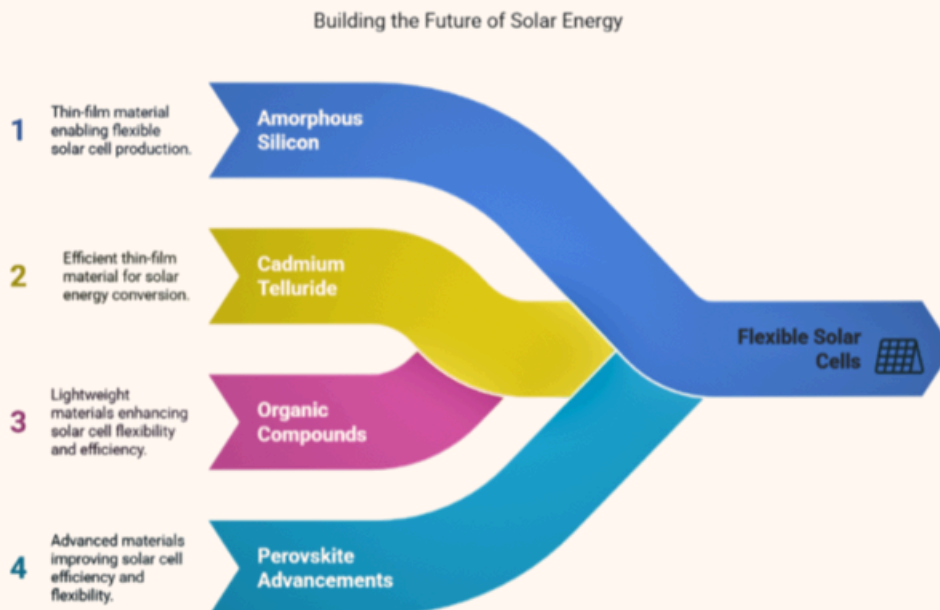 Building the Future of Solar Energy
1
Thin-film material
enabling flexible
solar cell production.
Amorphous
Silicon
2
Efficient thin-film
material for solar
energy conversion.
Cadmium
Telluride
Flexible Solar
Cells
3
Lightweight
materials enhancing
solar cell flexibility
and efficiency.
Organic
Compounds
4
Advanced materials
improving solar cell
efficiency and
flexibility.
Perovskite
Advancements